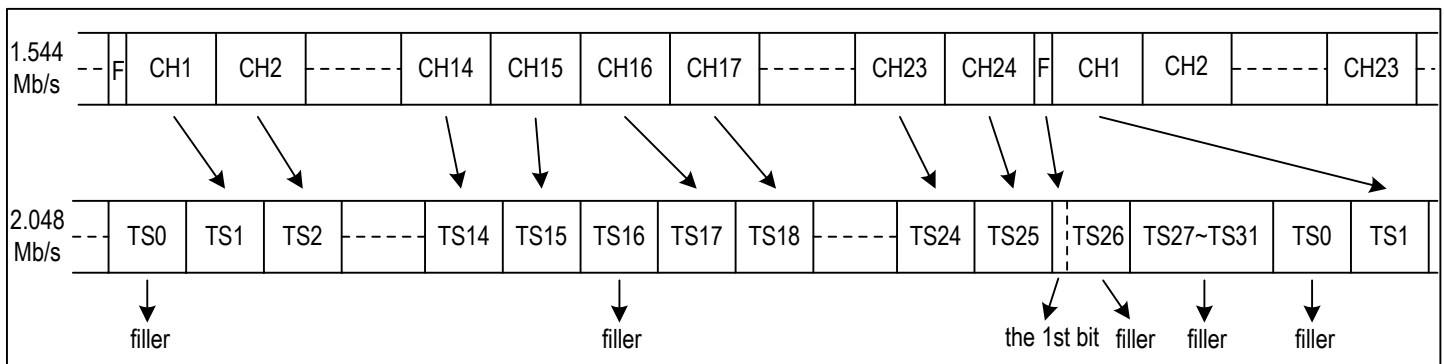 1.544 Mb/s F CH1 CH2 CH14 CH15 CH16 CH17 CH23 CH24 F CH1 CH2 CH23
2.048 Mb/s TS0 TS1 TS2 TS14 TS15 TS16 TS17 TS18 TS24 TS25 TS26 TS27~TS31 TS0 TS1
filler filler the 1st bit filler filler filler